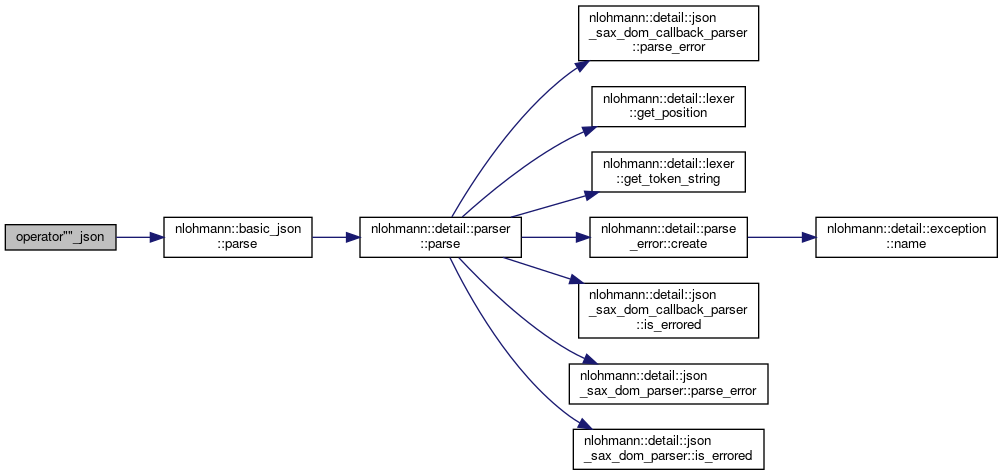 operator""_json
nlohmann::basic_json
::parse
nlohmann::detail::parser
::parse
nlohmann::detail::json
_sax_dom_callback_parser
::parse_error
nlohmann::detail::lexer
::get_position
nlohmann::detail::lexer
::get_token_string
nlohmann::detail::parse
_error::create
nlohmann::detail::exception
::name
nlohmann::detail::json
_sax_dom_callback_parser
::is_errored
nlohmann::detail::json
_sax_dom_parser::parse_error
nlohmann::detail::json
_sax_dom_parser::is_errored